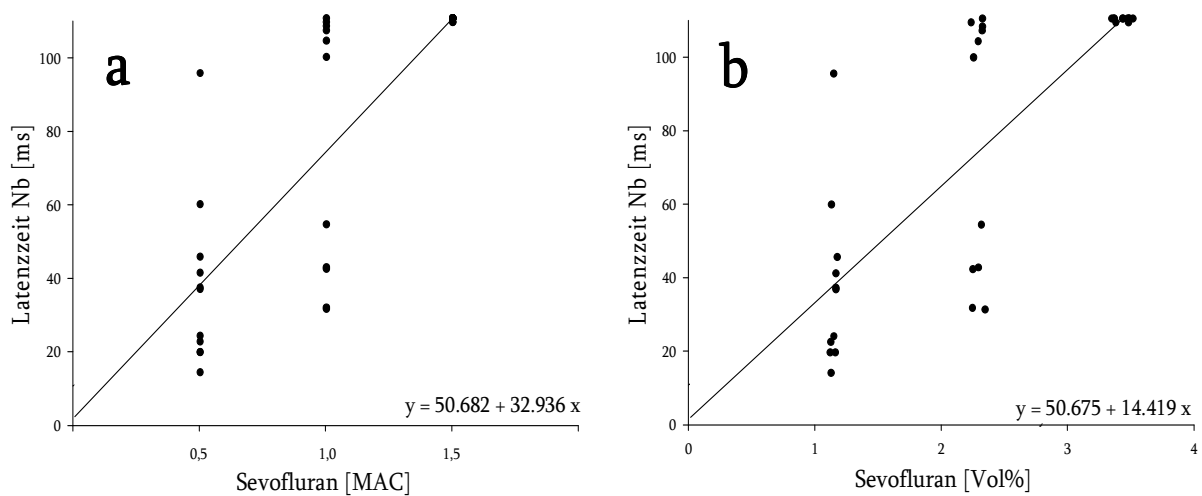 a
Latenzzeit Nb [ms]
100
80
60
40
20
0
0,5 1,0 1,5
Sevofluran [MAC]
y = 50.682 + 32.936 x
b
Latenzzeit Nb [ms]
100
80
60
40
20
0
0 1 2 3 4
Sevofluran [Vol%]
y = 50.675 + 14.419 x